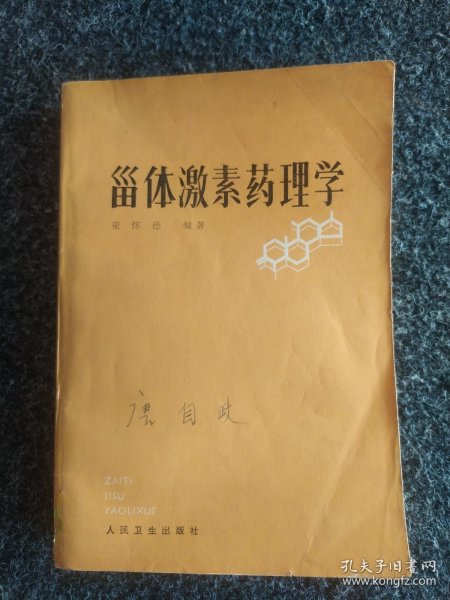 甾体激素药理学
编著
ZAITI
JISU
YAOLIXUE
人民卫生出版社
孔夫子旧书网
www.kongfz.com